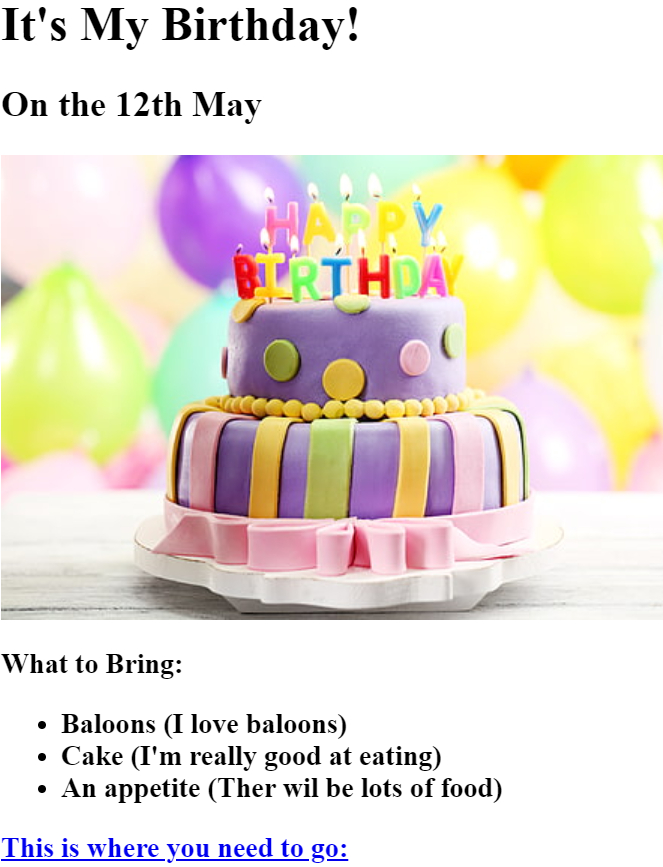 It's My Birthday!
On the 12th May
HAPPY
BIRTHDAY
What to Bring:
Baloons (I love baloons)
Cake (I'm really good at eating)
An appetite (Ther wil be lots of food)
This is where you need to go: